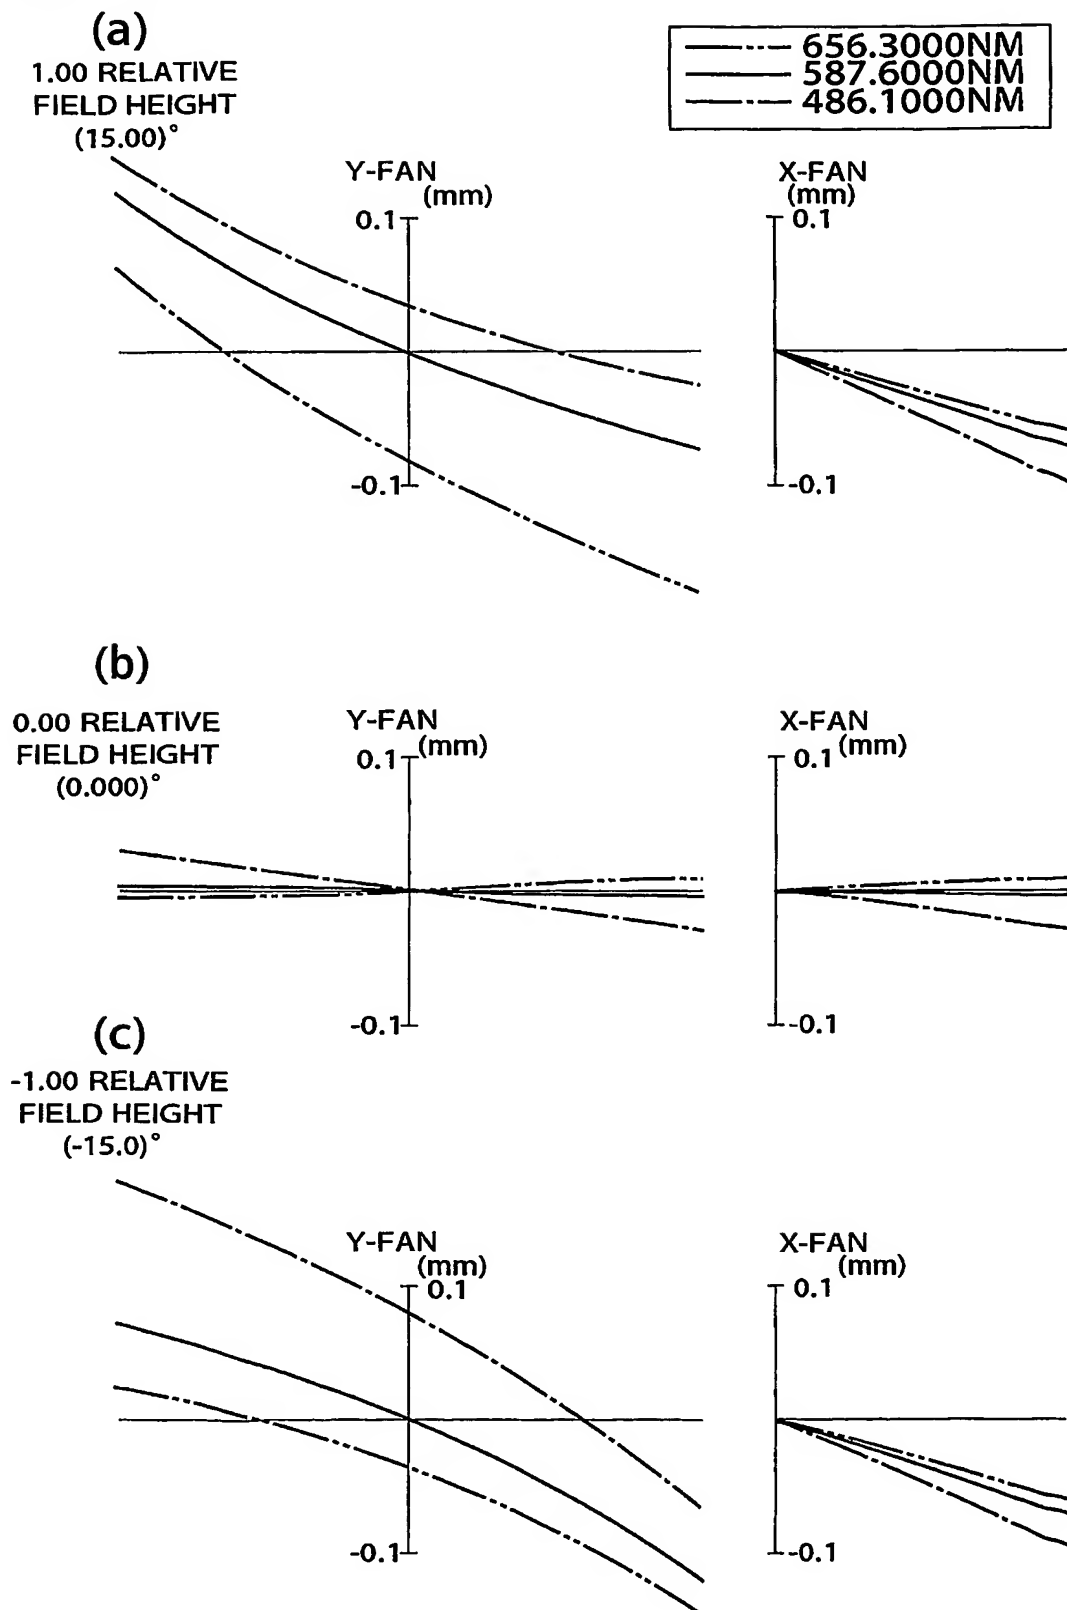 (a)
1.00 RELATIVE
FIELD HEIGHT
(15.00)°
656.3000NM
587.6000NM
486.1000NM
Y-FAN
(mm)
0.1
-0.1
X-FAN
(mm)
0.1
-0.1
(b)
0.00 RELATIVE
FIELD HEIGHT
(0.000)°
Y-FAN
(mm)
0.1
-0.1
X-FAN
(mm)
0.1
-0.1
(c)
-1.00 RELATIVE
FIELD HEIGHT
(-15.0)°
Y-FAN
(mm)
0.1
-0.1
X-FAN
(mm)
0.1
-0.1